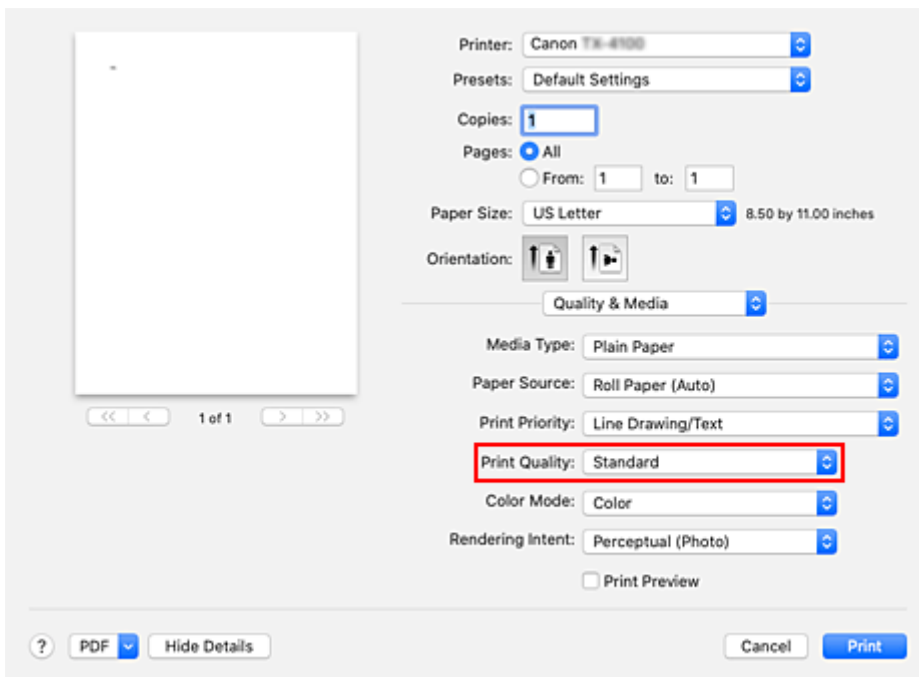 Printer: Canon
Presets: Default Settings
Copies: 1
Pages: All
From: 1 to: 1
Paper Size: US Letter 8.50 by 11.00 inches
Orientation:
Quality & Media
Media Type: Plain Paper
Paper Source: Roll Paper (Auto)
1 of 1
Print Priority: Line Drawing/Text
Print Quality: Standard
Color Mode: Color
Rendering Intent: Perceptual (Photo)
Print Preview
? PDF Hide Details Cancel Print